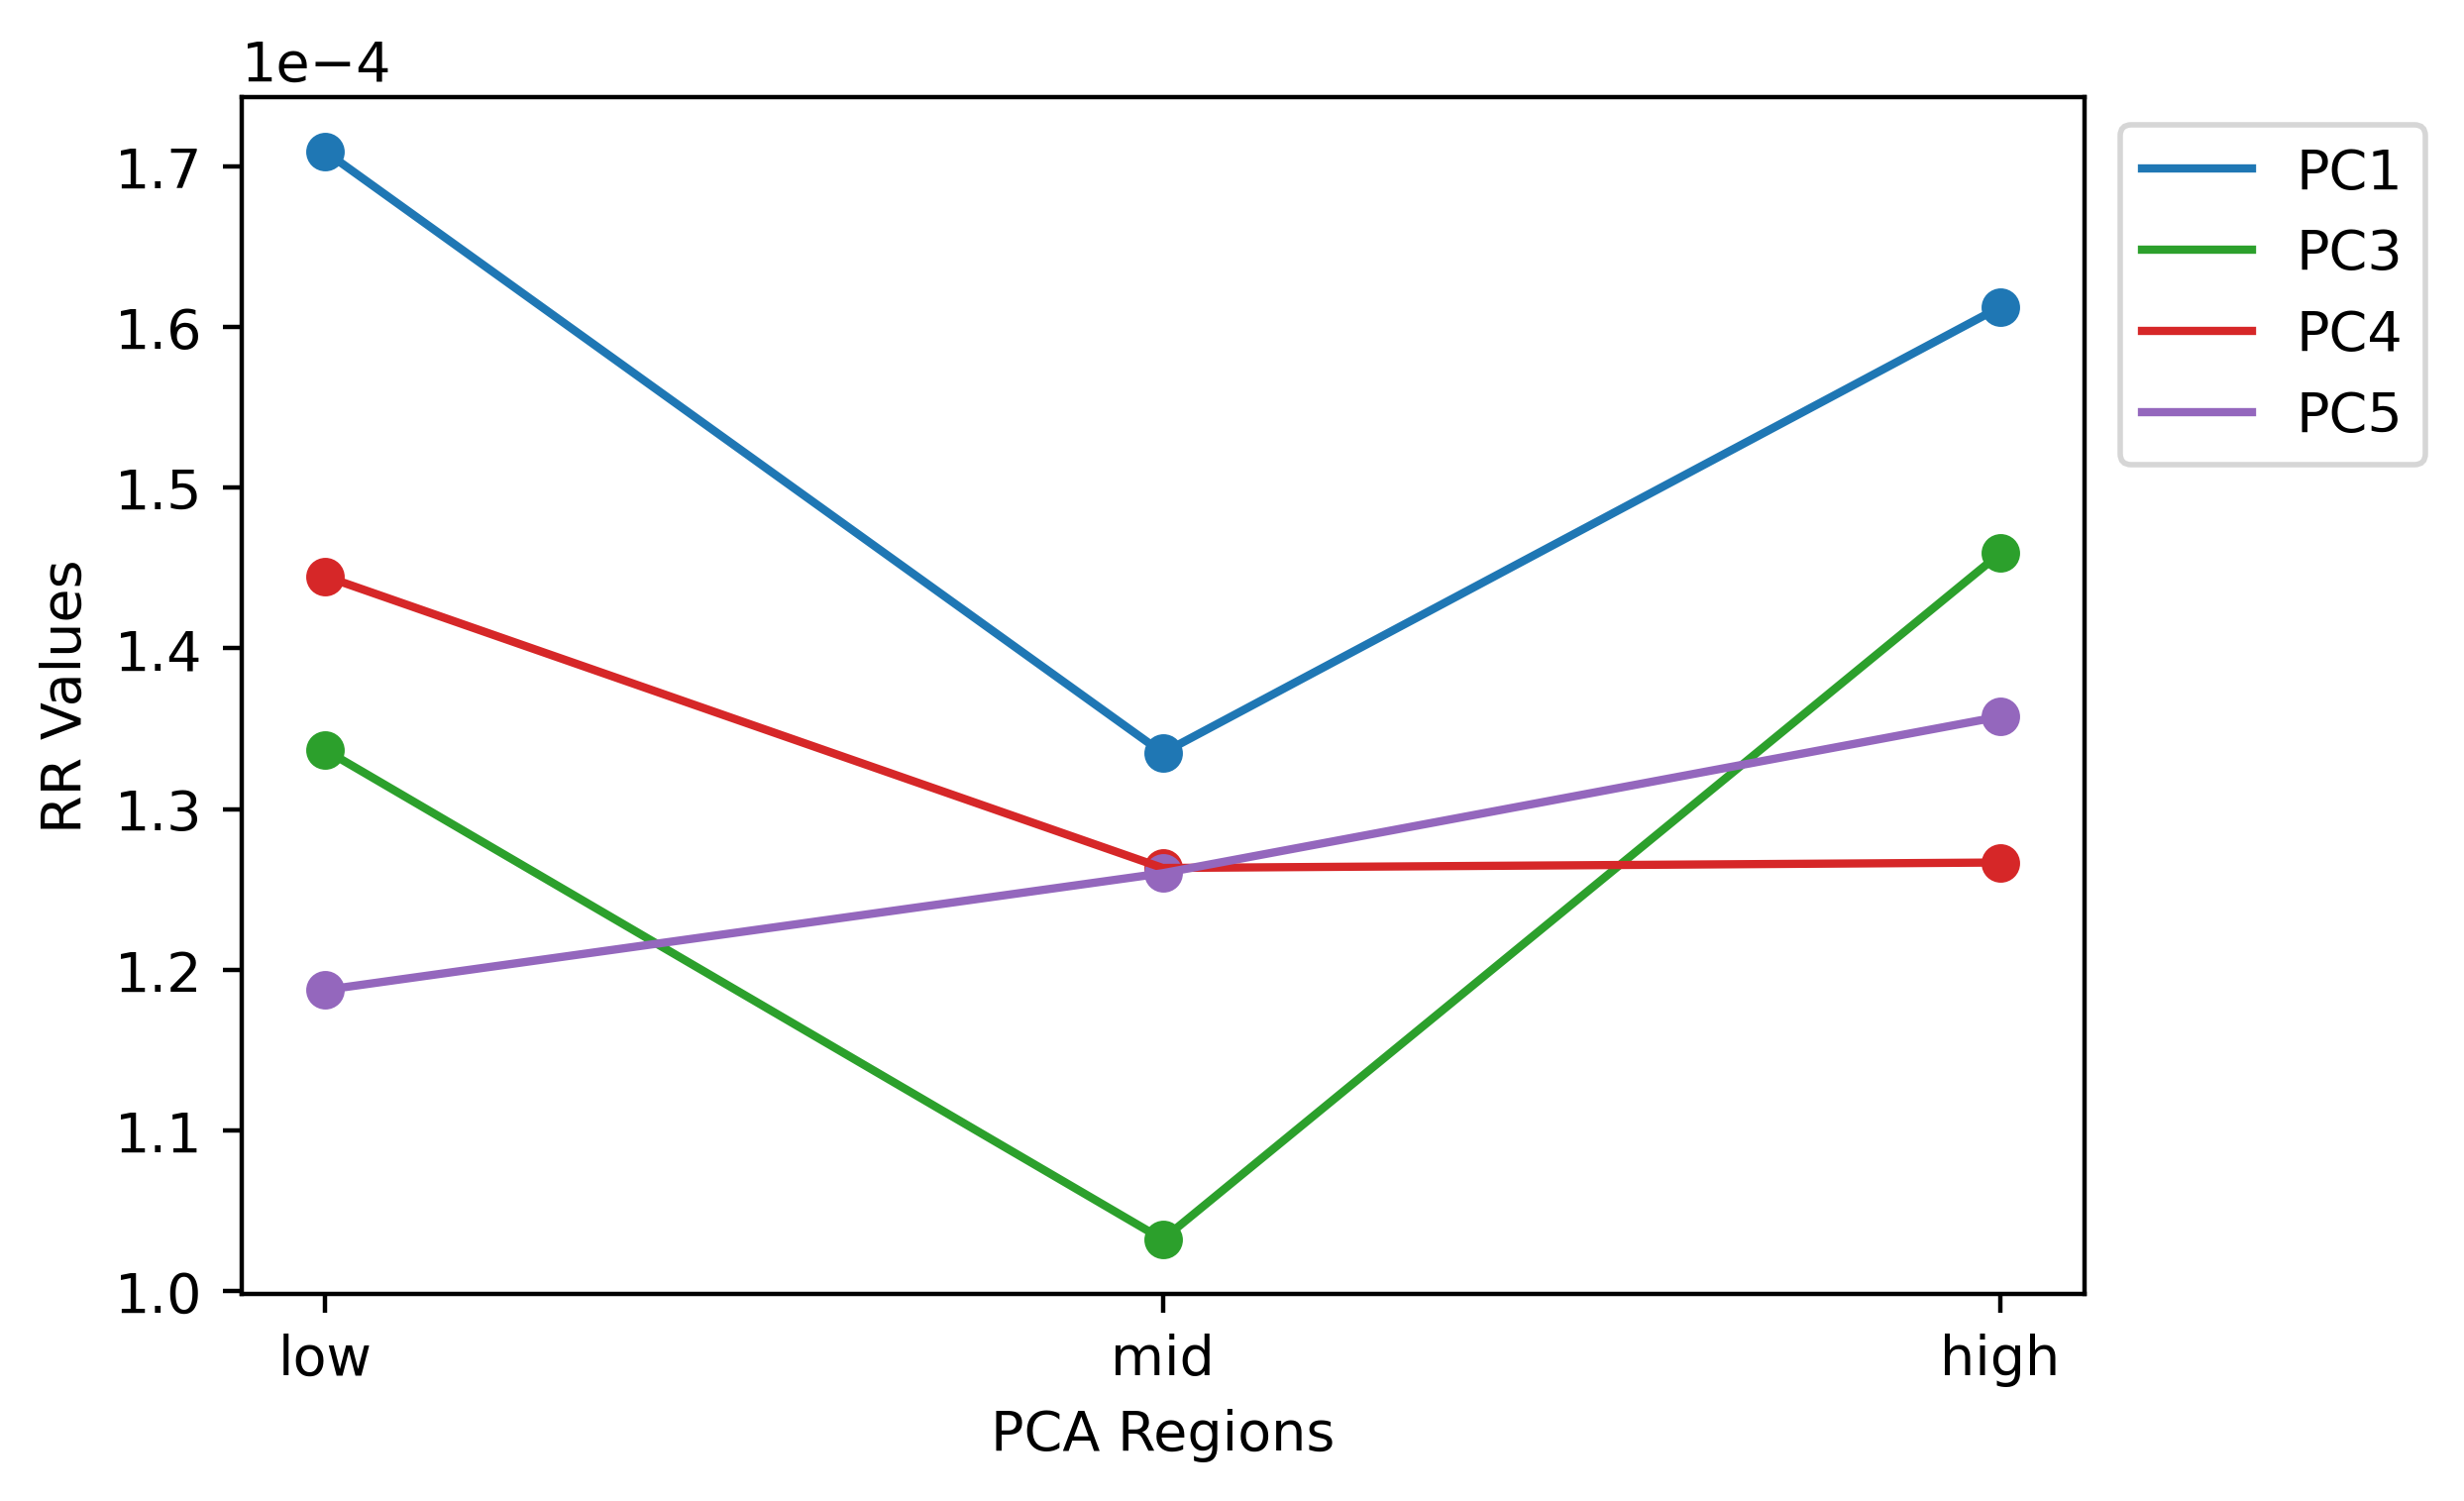 1e−4
1.7
1.6
1.5
1.4
1.3
1.2
1.1
1.0
RR Values
low mid high
PCA Regions
PC1
PC3
PC4
PC5